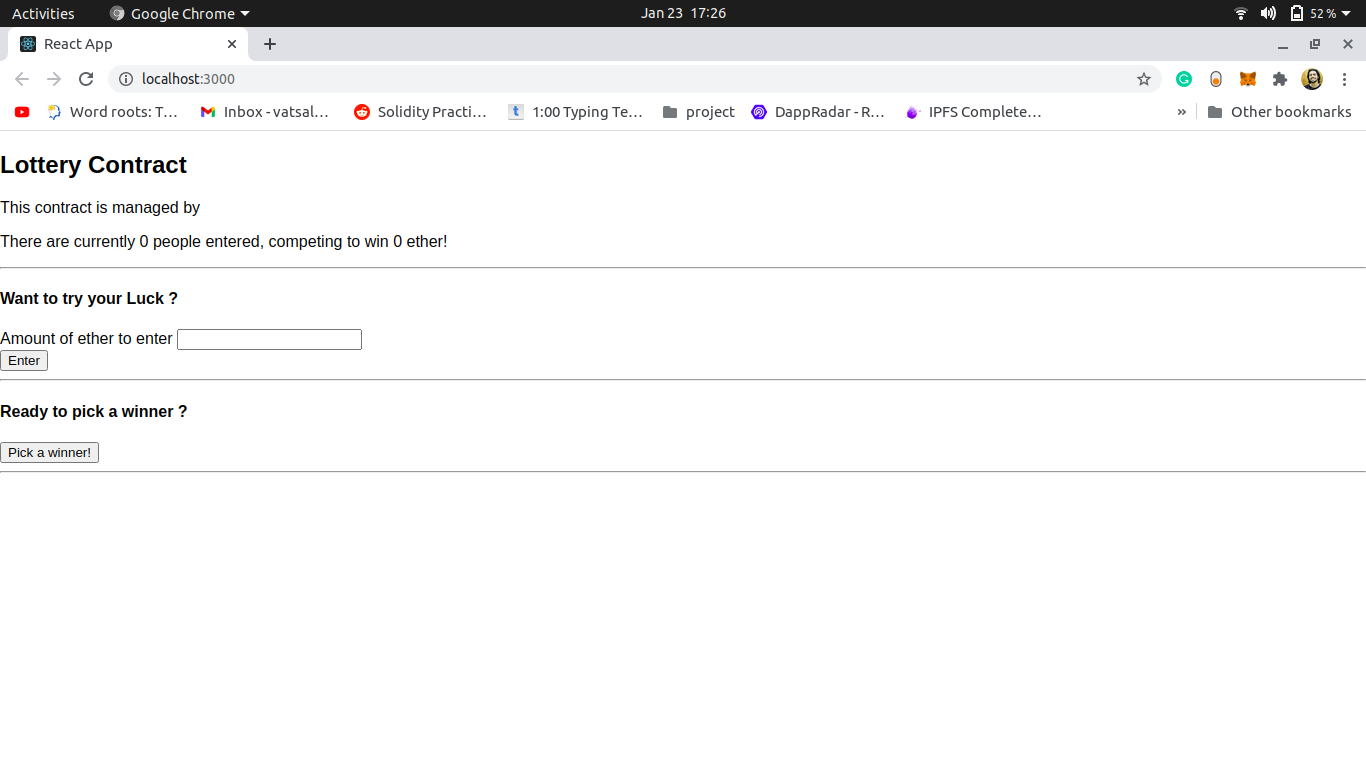 Activities Google Chrome Jan 23 17:26 52 %
React App
localhost:3000
Word roots: T... Inbox - vatsal... Solidity Practi... t 1:00 Typing Te... project DappRadar - R... IPFS Complete... » Other bookmarks
Lottery Contract
This contract is managed by
There are currently 0 people entered, competing to win 0 ether!
Want to try your Luck ?
Amount of ether to enter
Enter
Ready to pick a winner ?
Pick a winner!